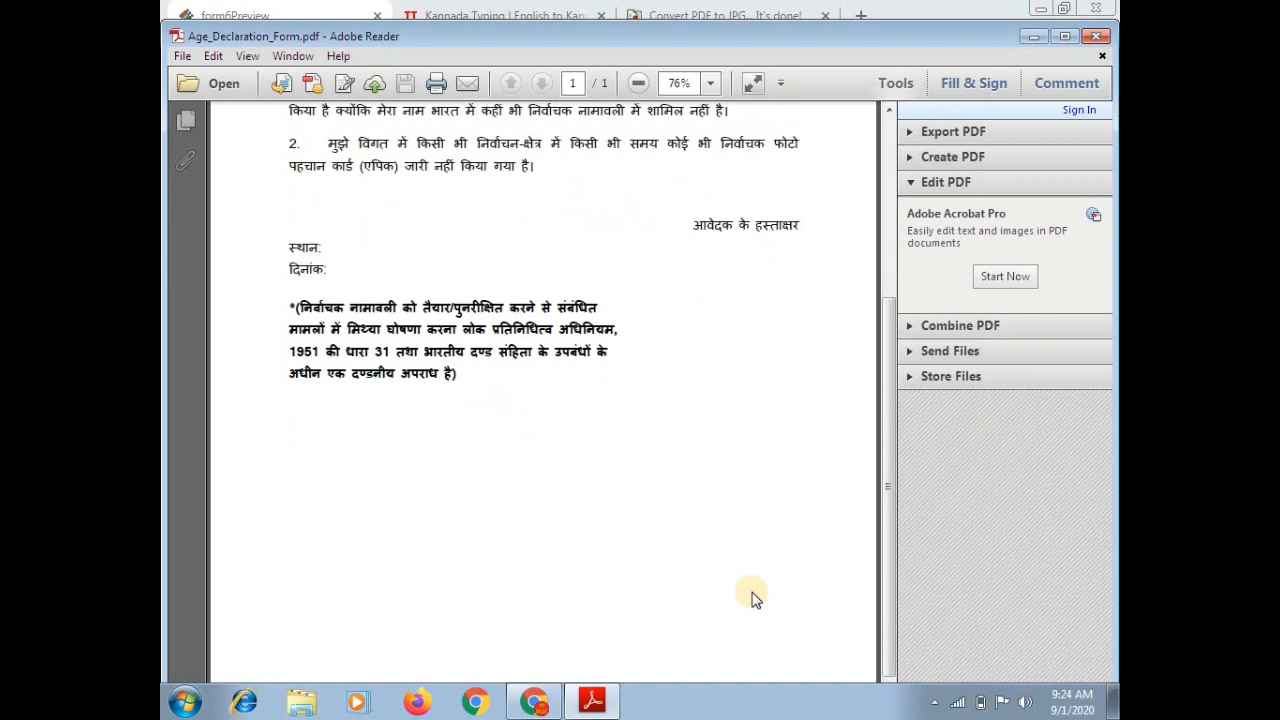 form6Preview
Kannada Typing | English to Kan
Convert PDF to JPG... It's done!
Age_Declaration_Form.pdf - Adobe Reader
File Edit View Window Help
Open 1 / 1 76% Tools Fill & Sign Comment
Sign In
किया है क्योंकि मेरा नाम भारत में कहीं भी निर्वाचक नामावली में शामिल नहीं है।
2. मुझे विगत में किसी भी निर्वाचन-क्षेत्र में किसी भी समय कोई भी निर्वाचक फोटो
पहचान कार्ड (एपिक) जारी नहीं किया गया है।
आवेदक के हस्ताक्षर
स्थान:
दिनांक:
*(निर्वाचक नामावली को तैयार/पुनरीक्षित करने से संबंधित
मामलों में मिथ्या घोषणा करना लोक प्रतिनिधित्व अधिनियम,
1951 की धारा 31 तथा भारतीय दण्ड संहिता के उपबंधों के
अधीन एक दण्डनीय अपराध है)
Export PDF
Create PDF
Edit PDF
Adobe Acrobat Pro
Easily edit text and images in PDF
documents
Start Now
Combine PDF
Send Files
Store Files
9:24 AM
9/1/2020